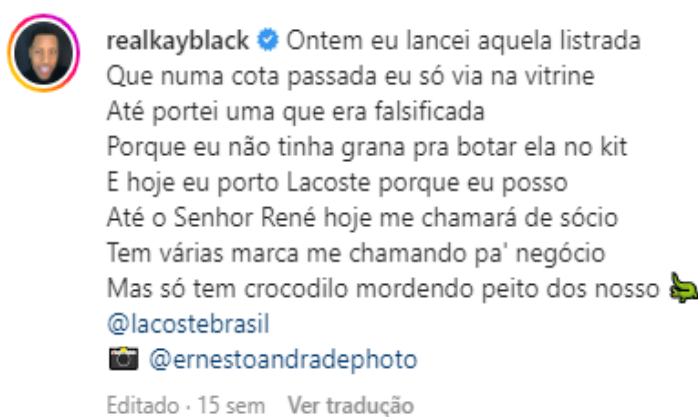 realkayblack Ontem eu lancei aquela listrada
Que numa cota passada eu só via na vitrine
Até portei uma que era falsificada
Porque eu não tinha grana pra botar ela no kit
E hoje eu porto Lacoste porque eu posso
Até o Senhor René hoje me chamará de sócio
Tem várias marca me chamando pa' negócio
Mas só tem crocodilo mordendo peito dos nosso 🐊
@lacostebrasil
📸 @ernestoandradephoto
Editado · 15 sem Ver tradução